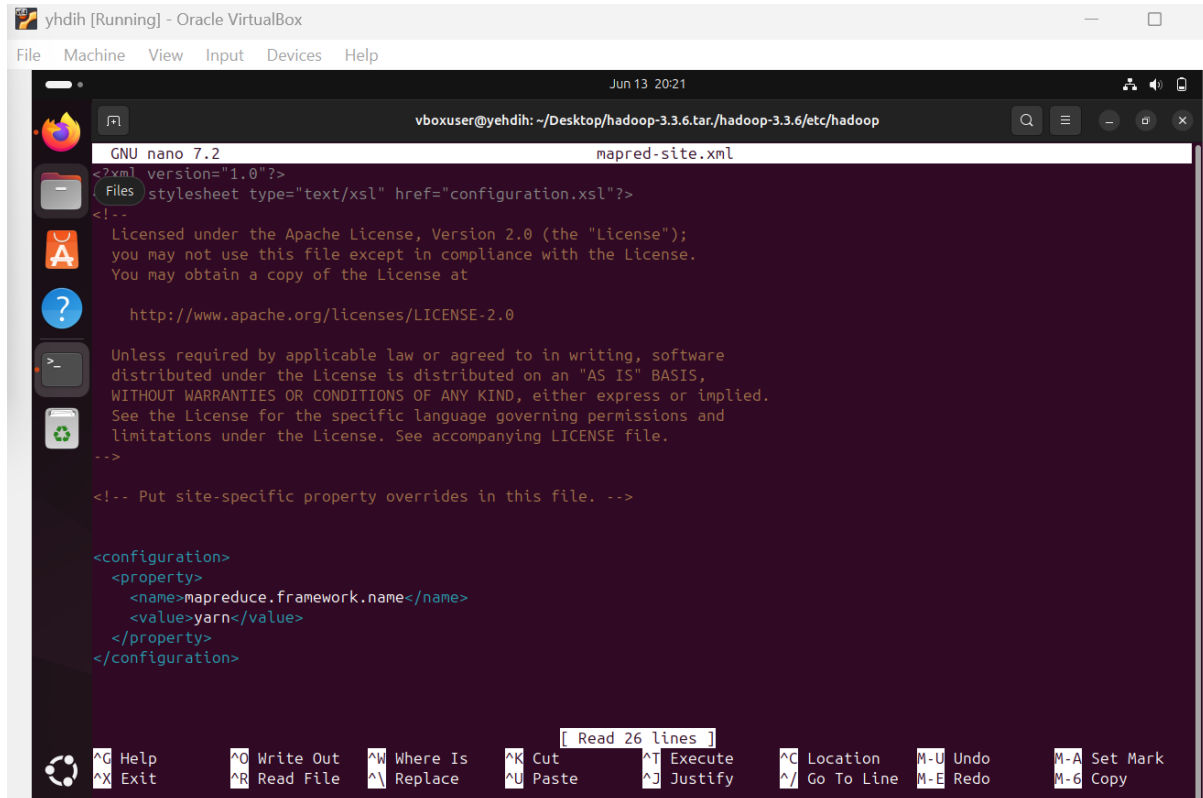 yhdih [Running] - Oracle VirtualBox
File Machine View Input Devices Help
Jun 13 20:21
vboxuser@yehdih: ~/Desktop/hadoop-3.3.6.tar./hadoop-3.3.6/etc/hadoop
GNU nano 7.2 mapred-site.xml
<?xml version="1.0"?>
Files stylesheet type="text/xsl" href="configuration.xsl"?>
<!--
Licensed under the Apache License, Version 2.0 (the "License");
you may not use this file except in compliance with the License.
You may obtain a copy of the License at
http://www.apache.org/licenses/LICENSE-2.0
Unless required by applicable law or agreed to in writing, software
distributed under the License is distributed on an "AS IS" BASIS,
WITHOUT WARRANTIES OR CONDITIONS OF ANY KIND, either express or implied.
See the License for the specific language governing permissions and
limitations under the License. See accompanying LICENSE file.
-->
<!-- Put site-specific property overrides in this file. -->
<configuration>
<property>
<name>mapreduce.framework.name</name>
<value>yarn</value>
</property>
</configuration>
[ Read 26 lines ]
^G Help ^O Write Out ^W Where Is ^K Cut ^T Execute ^C Location M-U Undo M-A Set Mark
^X Exit ^R Read File ^\ Replace ^U Paste ^J Justify ^/ Go To Line M-E Redo M-6 Copy